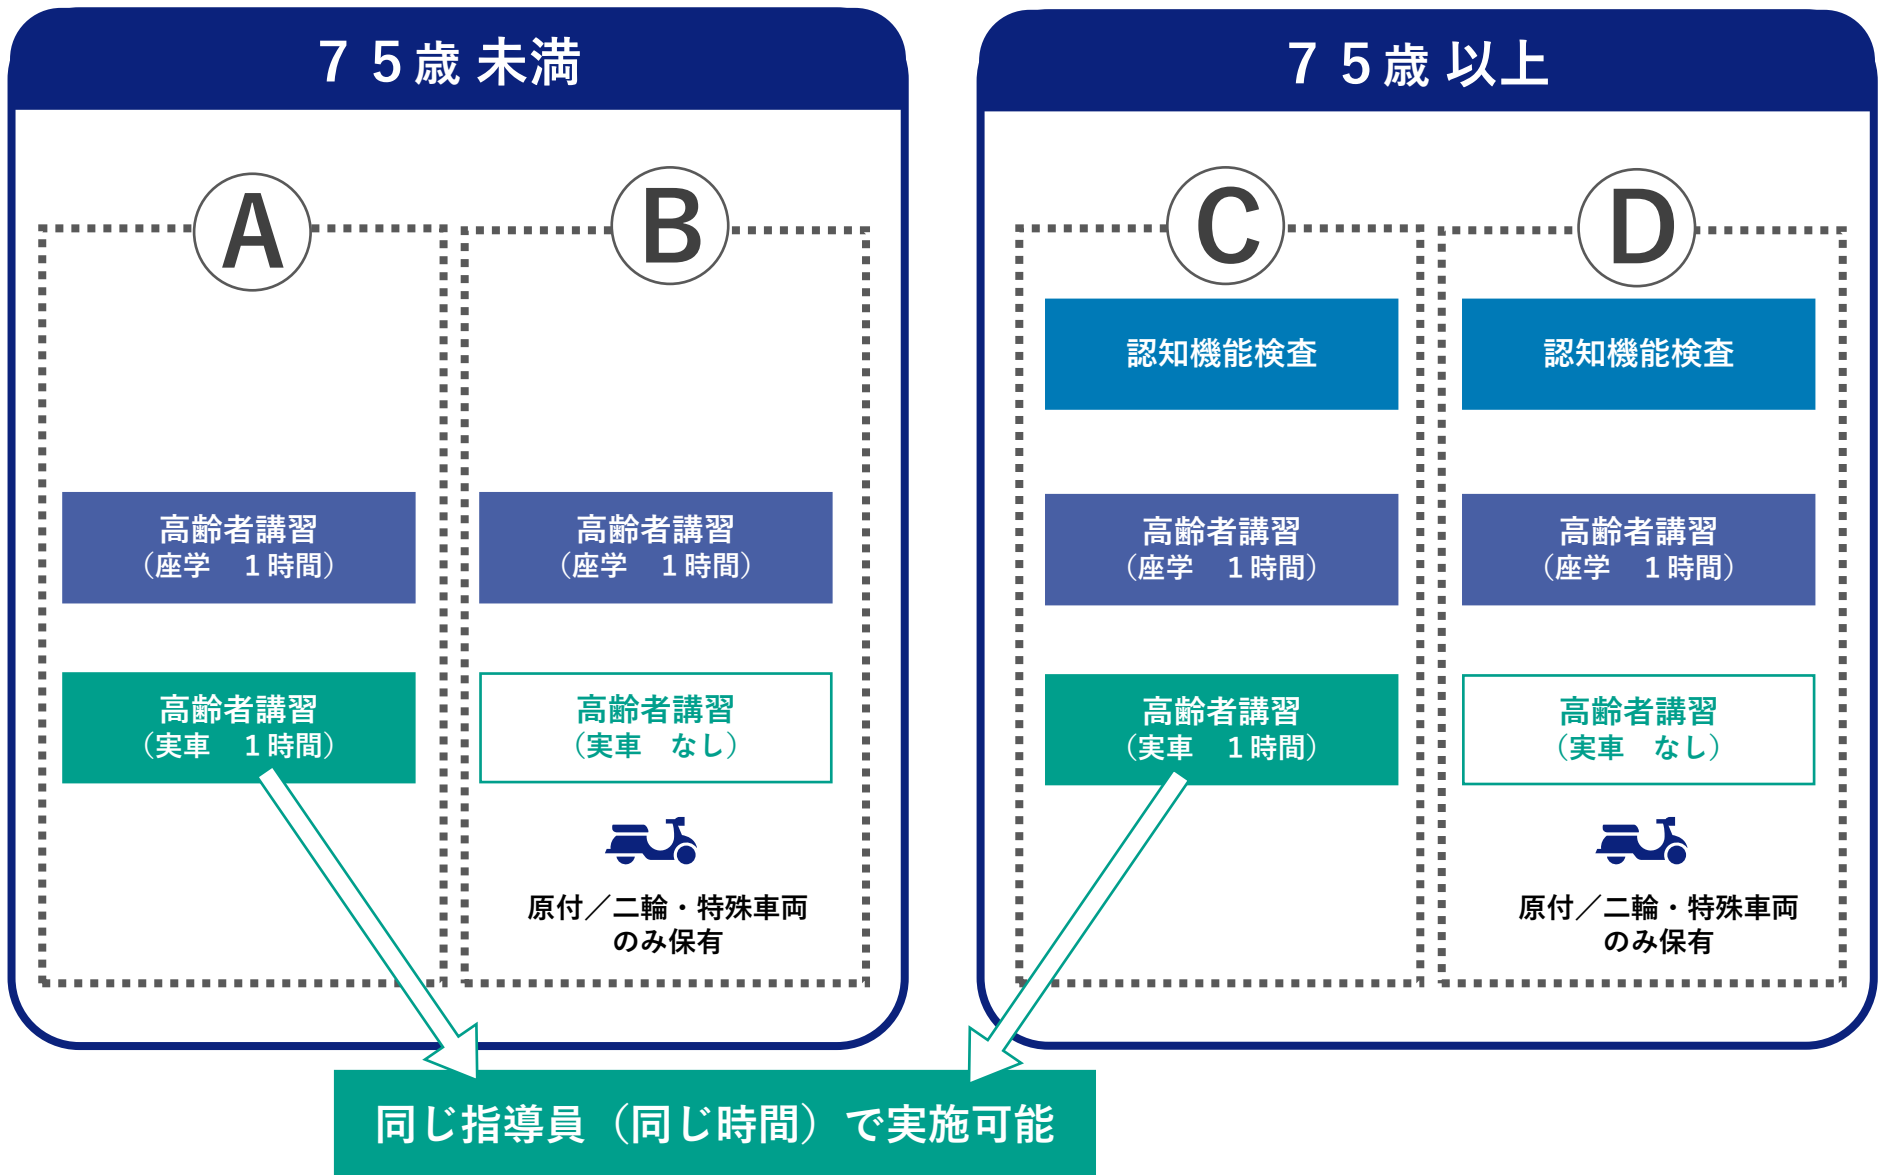 ７５歳 未満
A
高齢者講習
（座学　１時間）
高齢者講習
（実車　１時間）
B
高齢者講習
（座学　１時間）
高齢者講習
（実車　なし）
原付／二輪・特殊車両
のみ保有
７５歳 以上
C
認知機能検査
高齢者講習
（座学　１時間）
高齢者講習
（実車　１時間）
D
認知機能検査
高齢者講習
（座学　１時間）
高齢者講習
（実車　なし）
原付／二輪・特殊車両
のみ保有
同じ指導員（同じ時間）で実施可能